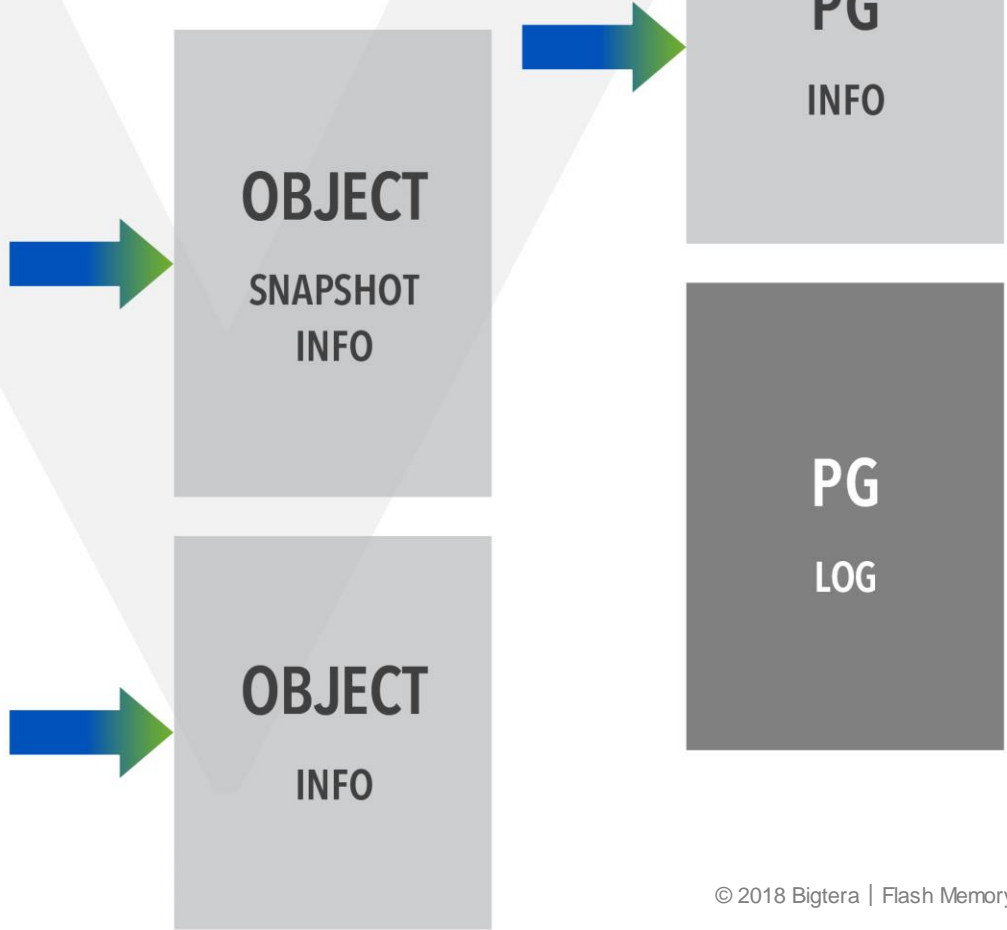 PG
INFO
OBJECT
SNAPSHOT
INFO
PG
LOG
OBJECT
INFO
© 2018 Bigtera | Flash Memory